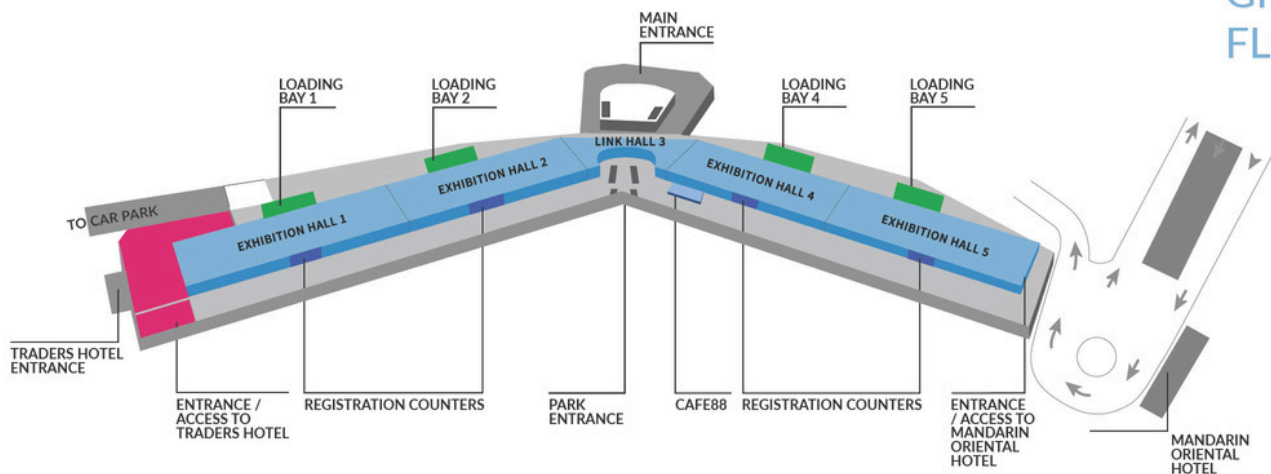 MAIN
ENTRANCE
LOADING
BAY 1
LOADING
BAY 2
LOADING
BAY 4
LOADING
BAY 5
LINK HALL 3
EXHIBITION HALL 2
EXHIBITION HALL 4
TO CAR PARK
EXHIBITION HALL 1
EXHIBITION HALL 5
TRADERS HOTEL
ENTRANCE
ENTRANCE /
ACCESS TO
TRADERS HOTEL
REGISTRATION COUNTERS
PARK
ENTRANCE
CAFE88
REGISTRATION COUNTERS
ENTRANCE
/ ACCESS TO
MANDARIN
ORIENTAL
HOTEL
MANDARIN
ORIENTAL
HOTEL